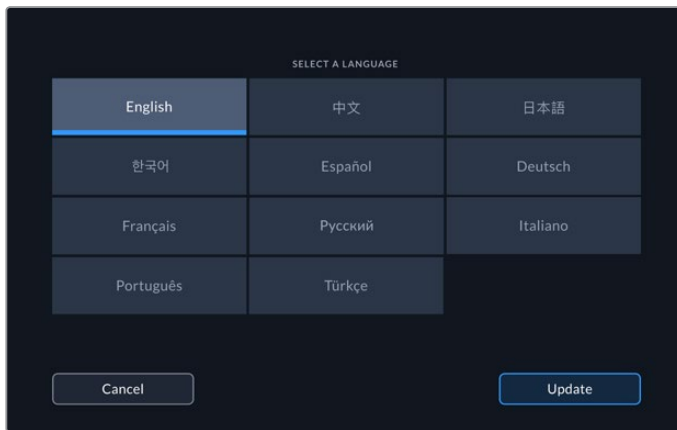 SELECT A LANGUAGE
English
中文
日本語
한국어
Español
Deutsch
Français
Русский
Italiano
Português
Türkçe
Cancel
Update